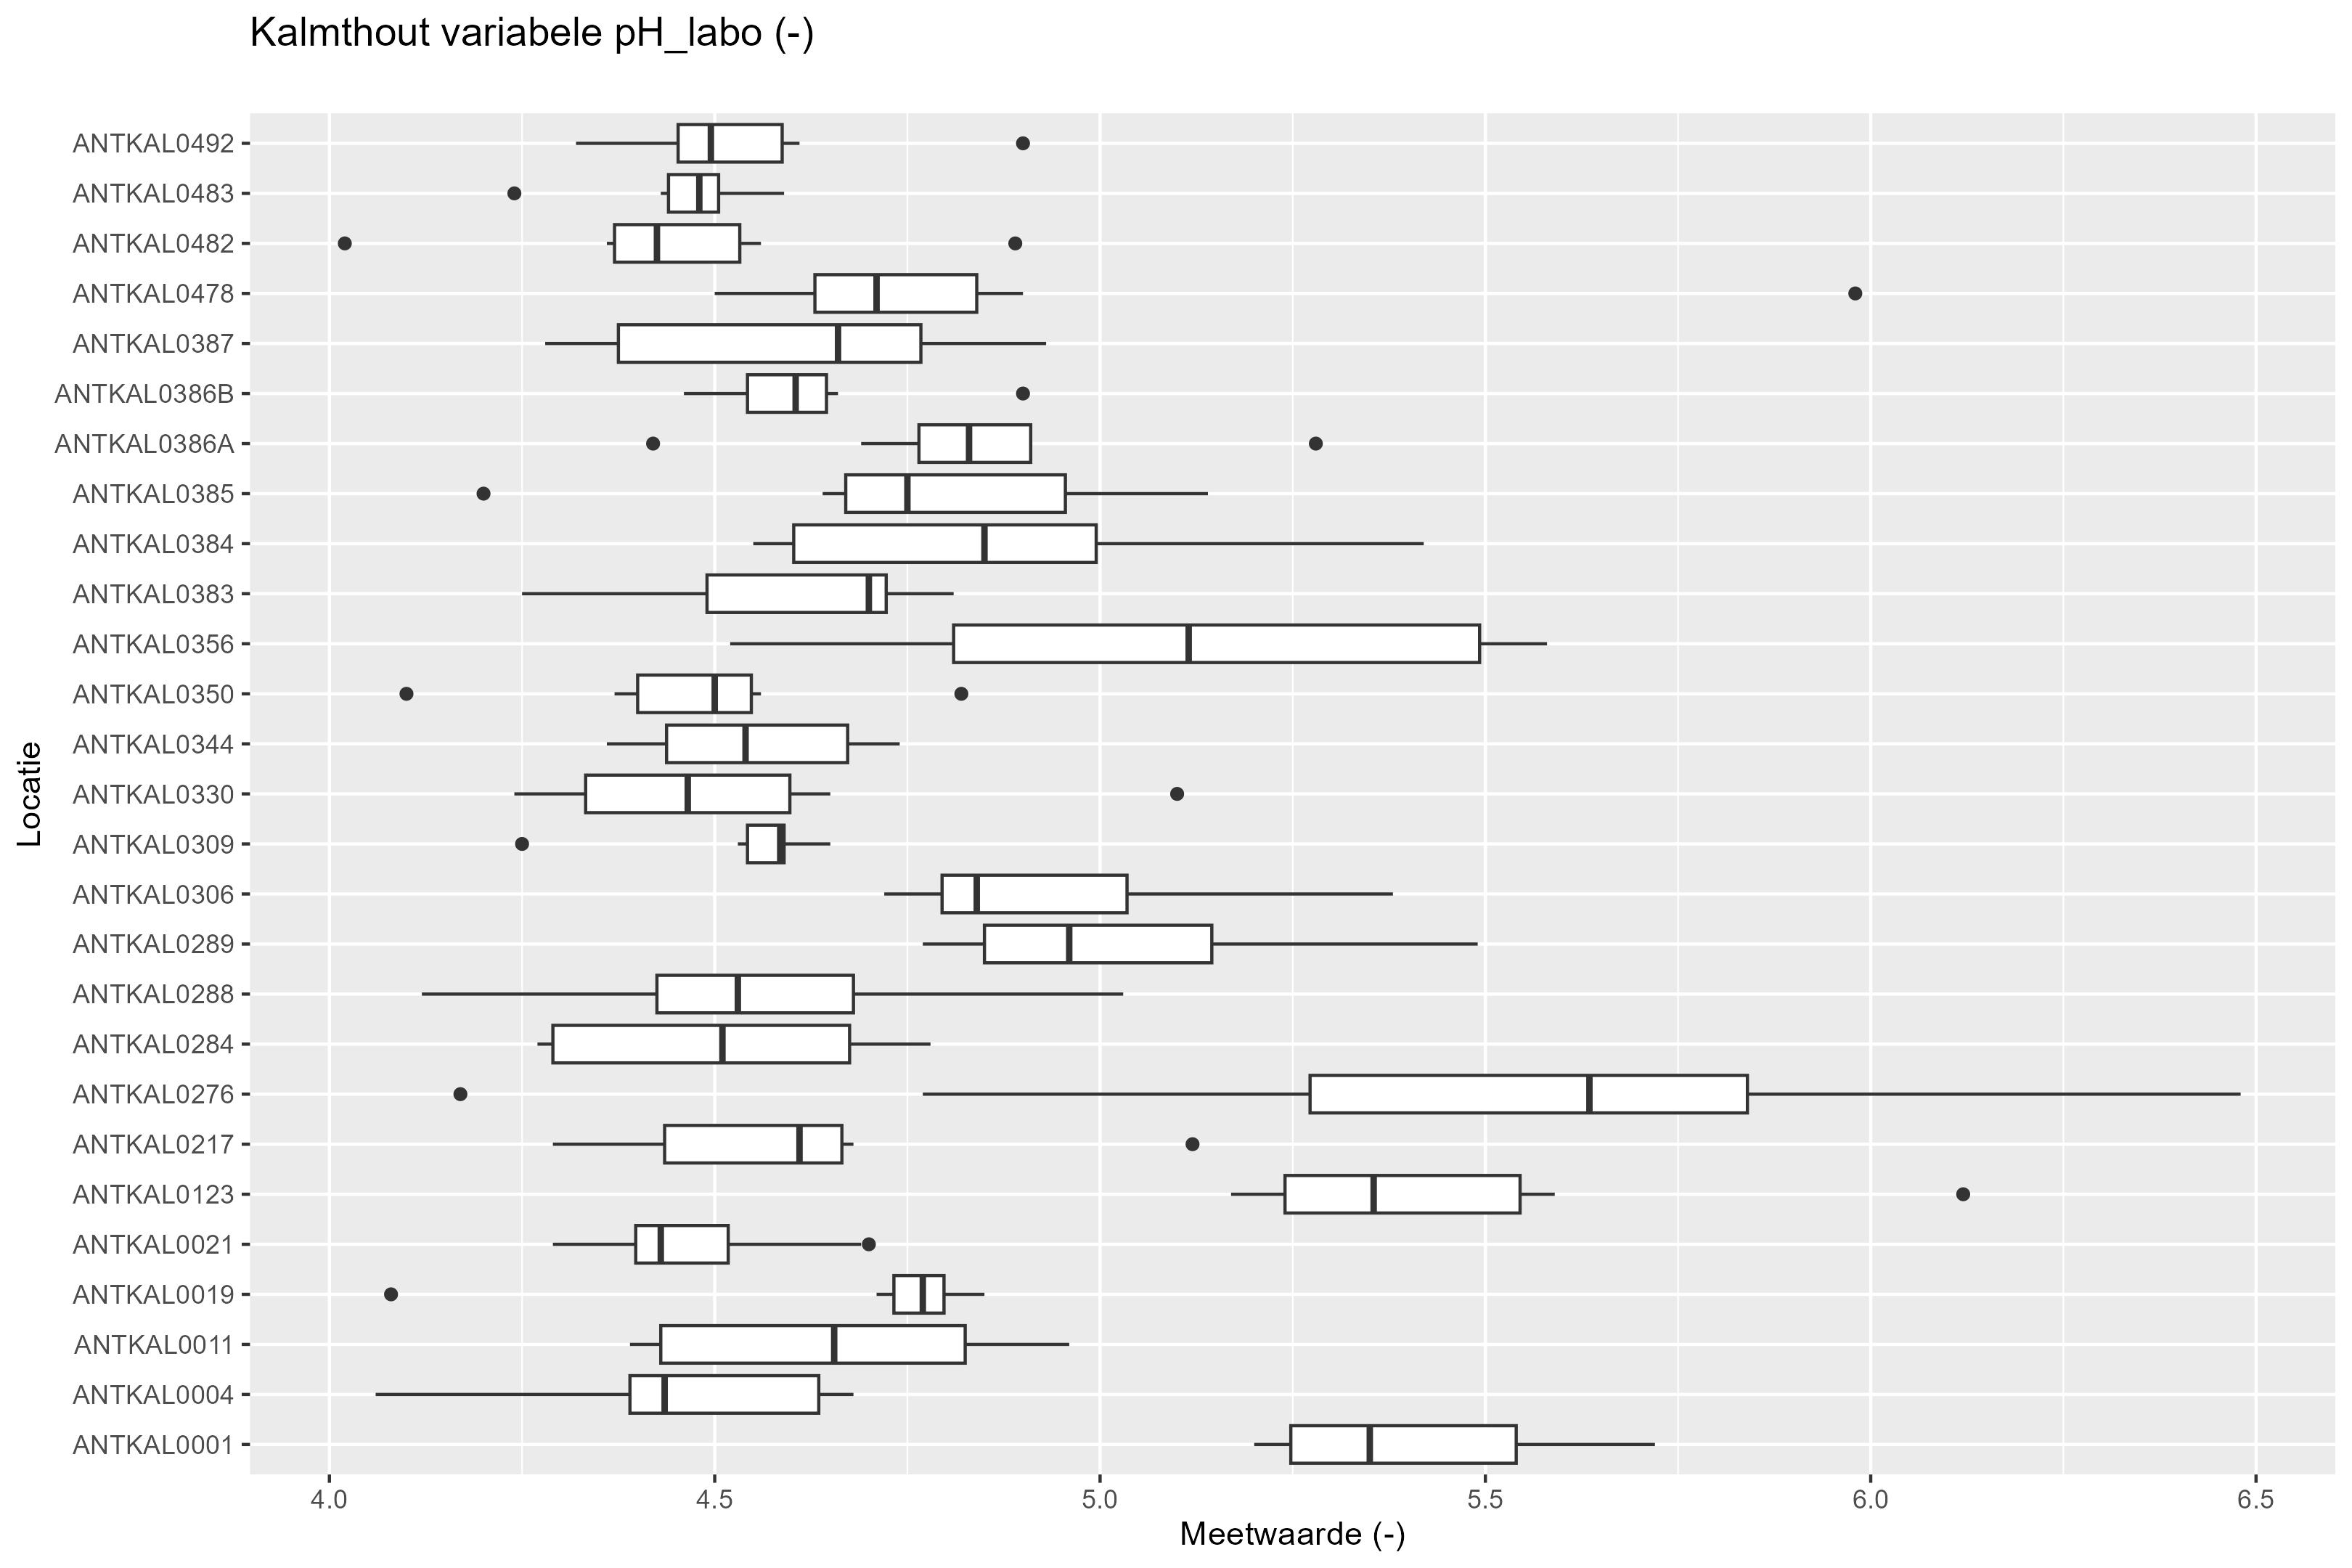 Kalmthout variabele pH_labo (-)
ANTKAL0492
ANTKAL0483
ANTKAL0482
ANTKAL0478
ANTKAL0387
ANTKAL0386B
ANTKAL0386A
ANTKAL0385
ANTKAL0384
ANTKAL0383
ANTKAL0356
ANTKAL0350
ANTKAL0344
ANTKAL0330
ANTKAL0309
ANTKAL0306
ANTKAL0289
ANTKAL0288
ANTKAL0284
ANTKAL0276
ANTKAL0217
ANTKAL0123
ANTKAL0021
ANTKAL0019
ANTKAL0011
ANTKAL0004
ANTKAL0001
Locatie
4.0 4.5 5.0 5.5 6.0 6.5
Meetwaarde (-)